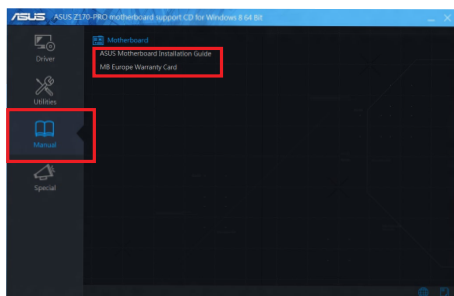 ASUS ASUS Z170-PRO motherboard support CD for Windows 8 64 Bit
Driver
Utilities
Manual
Special
Motherboard
ASUS Motherboard Installation Guide
MB Europe Warranty Card